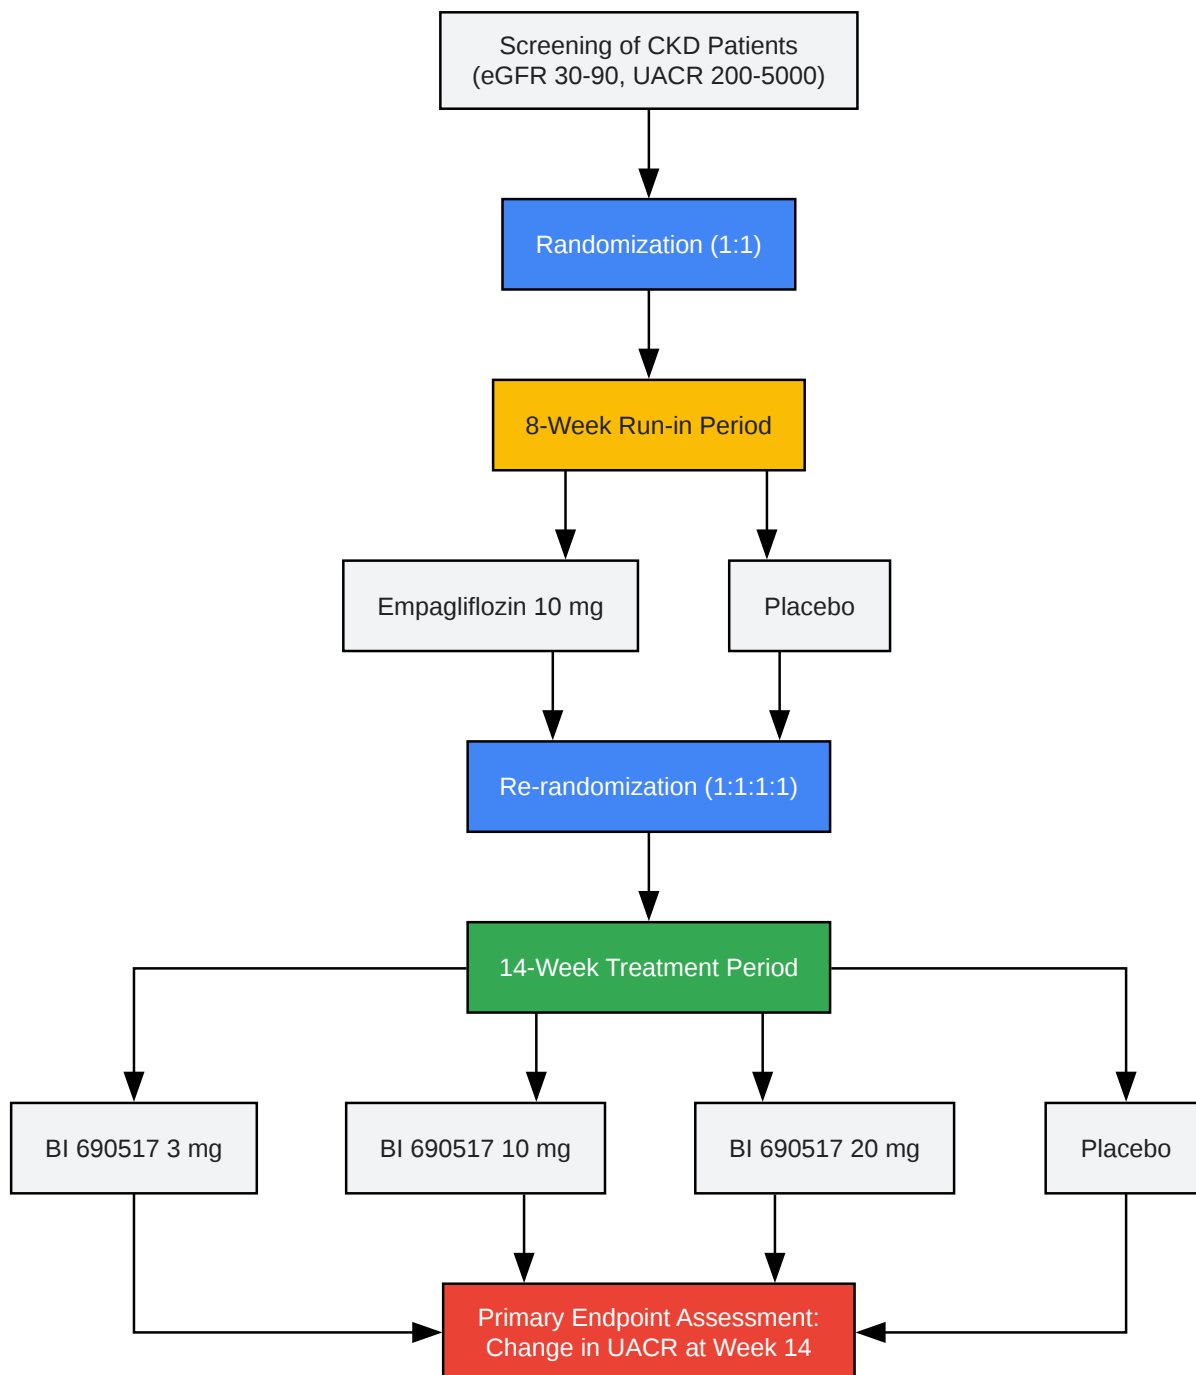 Screening of CKD Patients
(eGFR 30-90, UACR 200-5000)
Randomization (1:1)
8-Week Run-in Period
Empagliflozin 10 mg
Placebo
Re-randomization (1:1:1:1)
14-Week Treatment Period
BI 690517 3 mg
BI 690517 10 mg
BI 690517 20 mg
Placebo
Primary Endpoint Assessment:
Change in UACR at Week 14